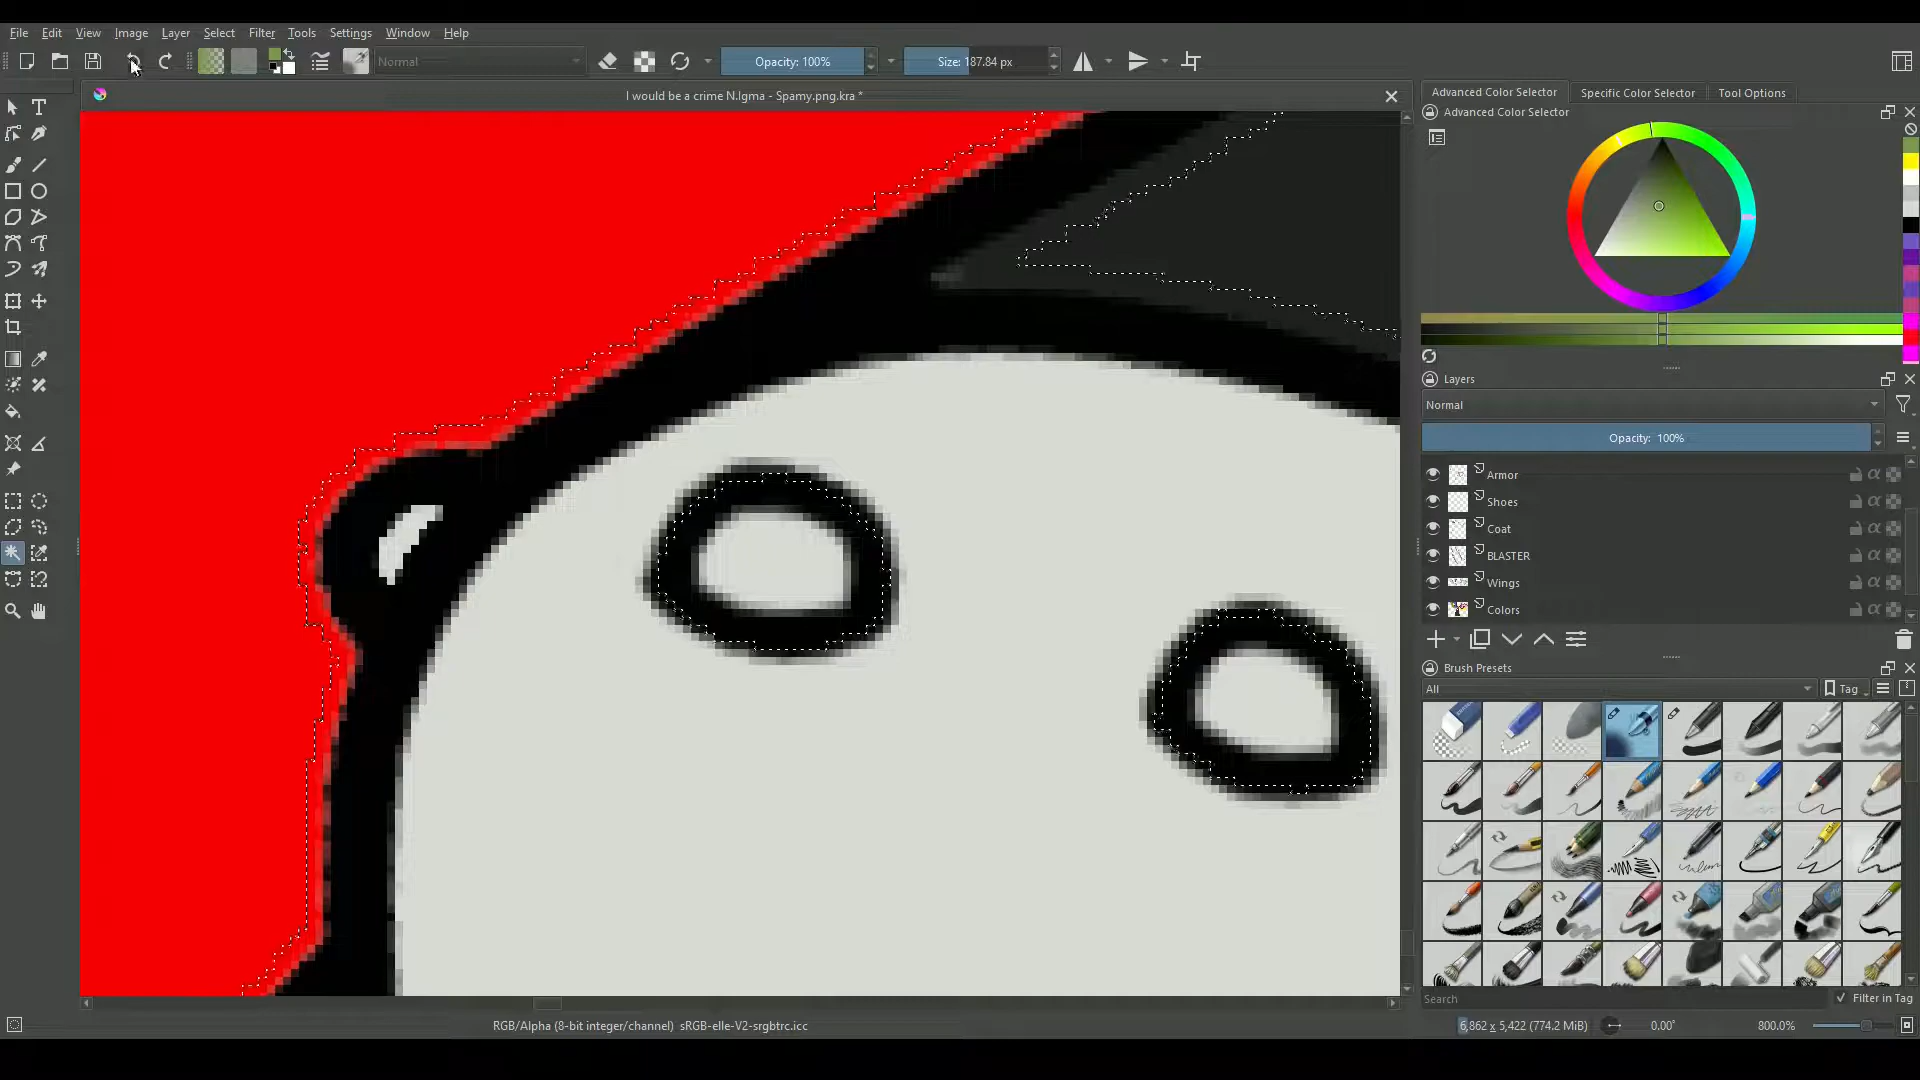 File Edit View Image Layer Select Filter Tools Settings Window Help
Normal Opacity: 100% Size: 187.84 px
I would be a crime N.lgma - Spamy.png.kra *
Advanced Color Selector Specific Color Selector Tool Options
Advanced Color Selector
Layers
Normal
Opacity: 100%
Armor
Shoes
Coat
BLASTER
Wings
Colors
Brush Presets
All Tag
Search Filter in Tag
RGB/Alpha (8-bit integer/channel) sRGB-elle-V2-srgbtrc.icc 6,862 x 5,422 (774.2 MiB) 0.00° 800.0%